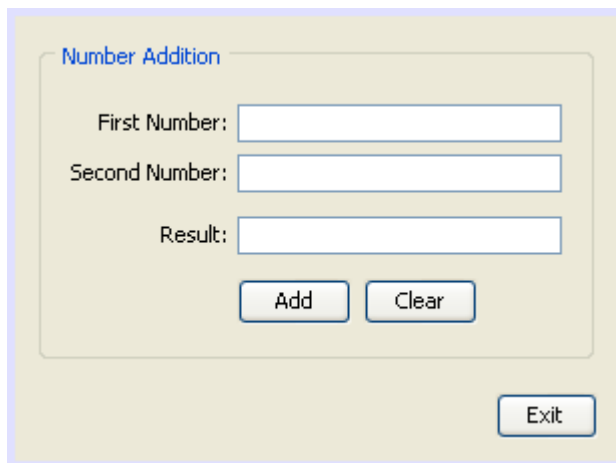 Number Addition
First Number:
Second Number:
Result:
Add Clear
Exit